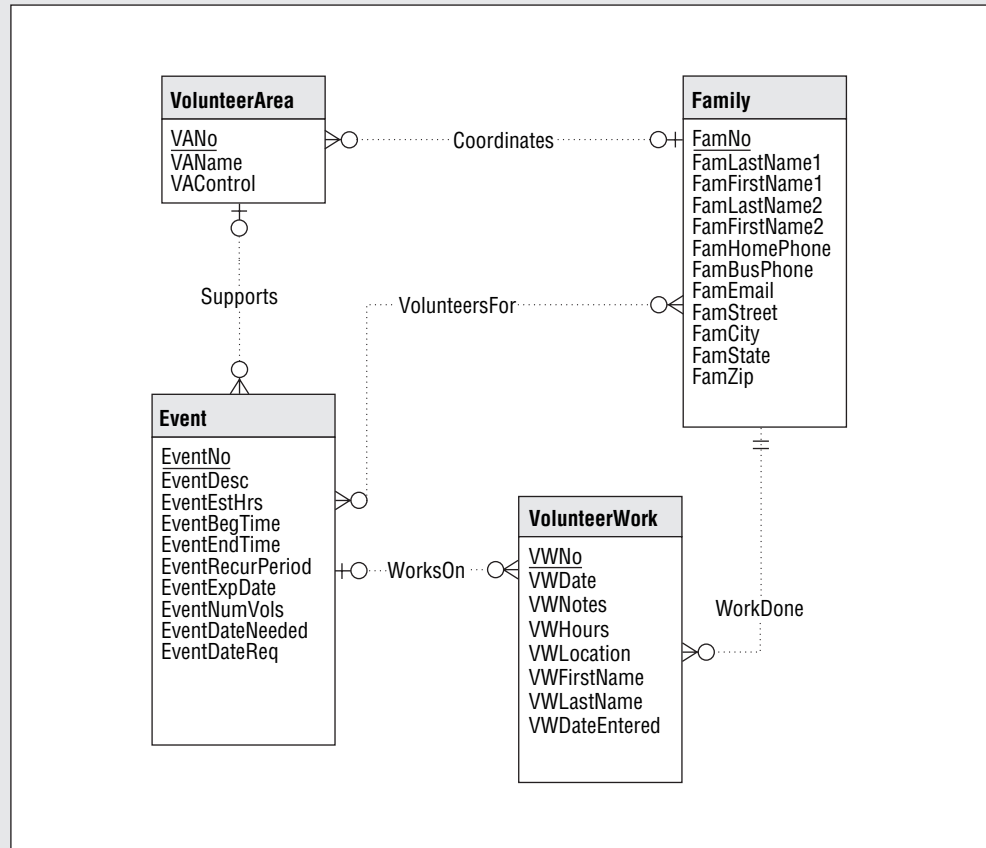 VolunteerArea
VANo
VAName
VAControl
Coordinates
Family
FamNo
FamLastName1
FamFirstName1
FamLastName2
FamFirstName2
FamHomePhone
FamBusPhone
FamEmail
FamStreet
FamCity
FamState
FamZip
Supports
VolunteersFor
Event
EventNo
EventDesc
EventEstHrs
EventBegTime
EventEndTime
EventRecurPeriod
EventExpDate
EventNumVols
EventDateNeeded
EventDateReq
WorksOn
VolunteerWork
VWNo
VWDate
VWNotes
VWHours
VWLocation
VWFirstName
VWLastName
VWDateEntered
WorkDone